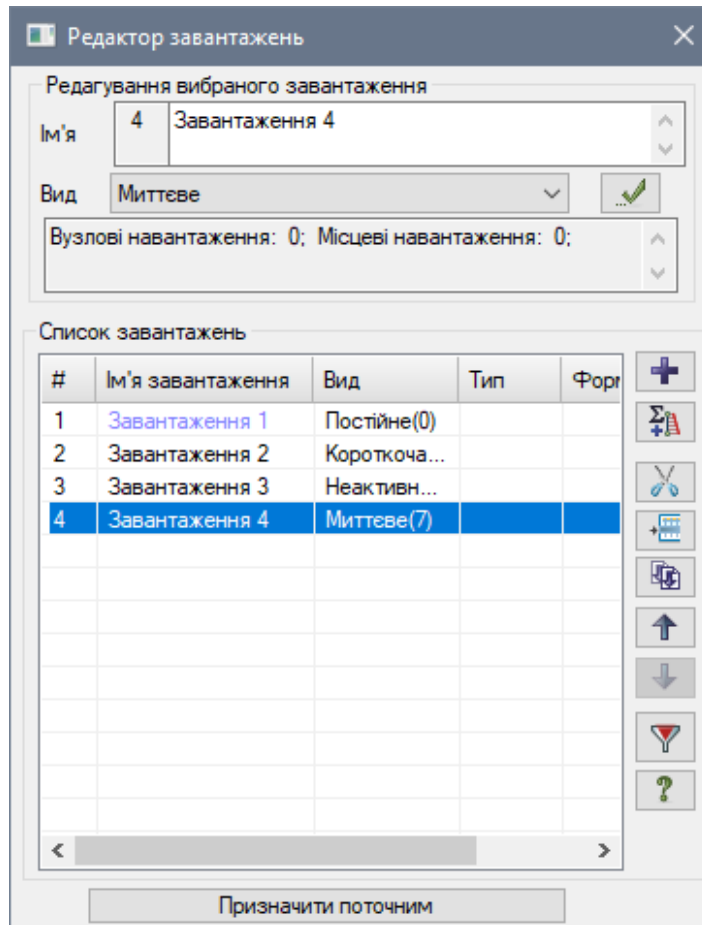 Редактор завантажень
Редагування вибраного завантаження
Ім'я 4 Завантаження 4
Вид Миттєве
Вузлові навантаження: 0; Місцеві навантаження: 0;
Список завантажень
# Ім'я завантаження Вид Тип Форм
1 Завантаження 1 Постійне(0)
2 Завантаження 2 Короткоча...
3 Завантаження 3 Неактивн...
4 Завантаження 4 Миттєве(7)
Призначити поточним